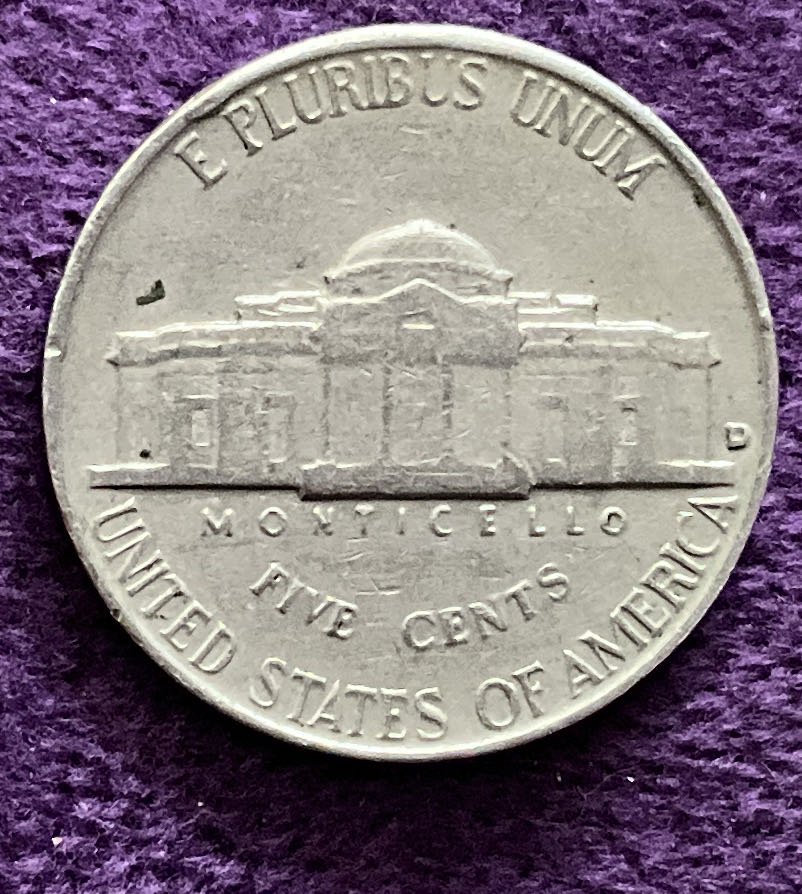 E PLURIBUS UNUM
D
MONTICELLO
FIVE CENTS
UNITED STATES OF AMERICA